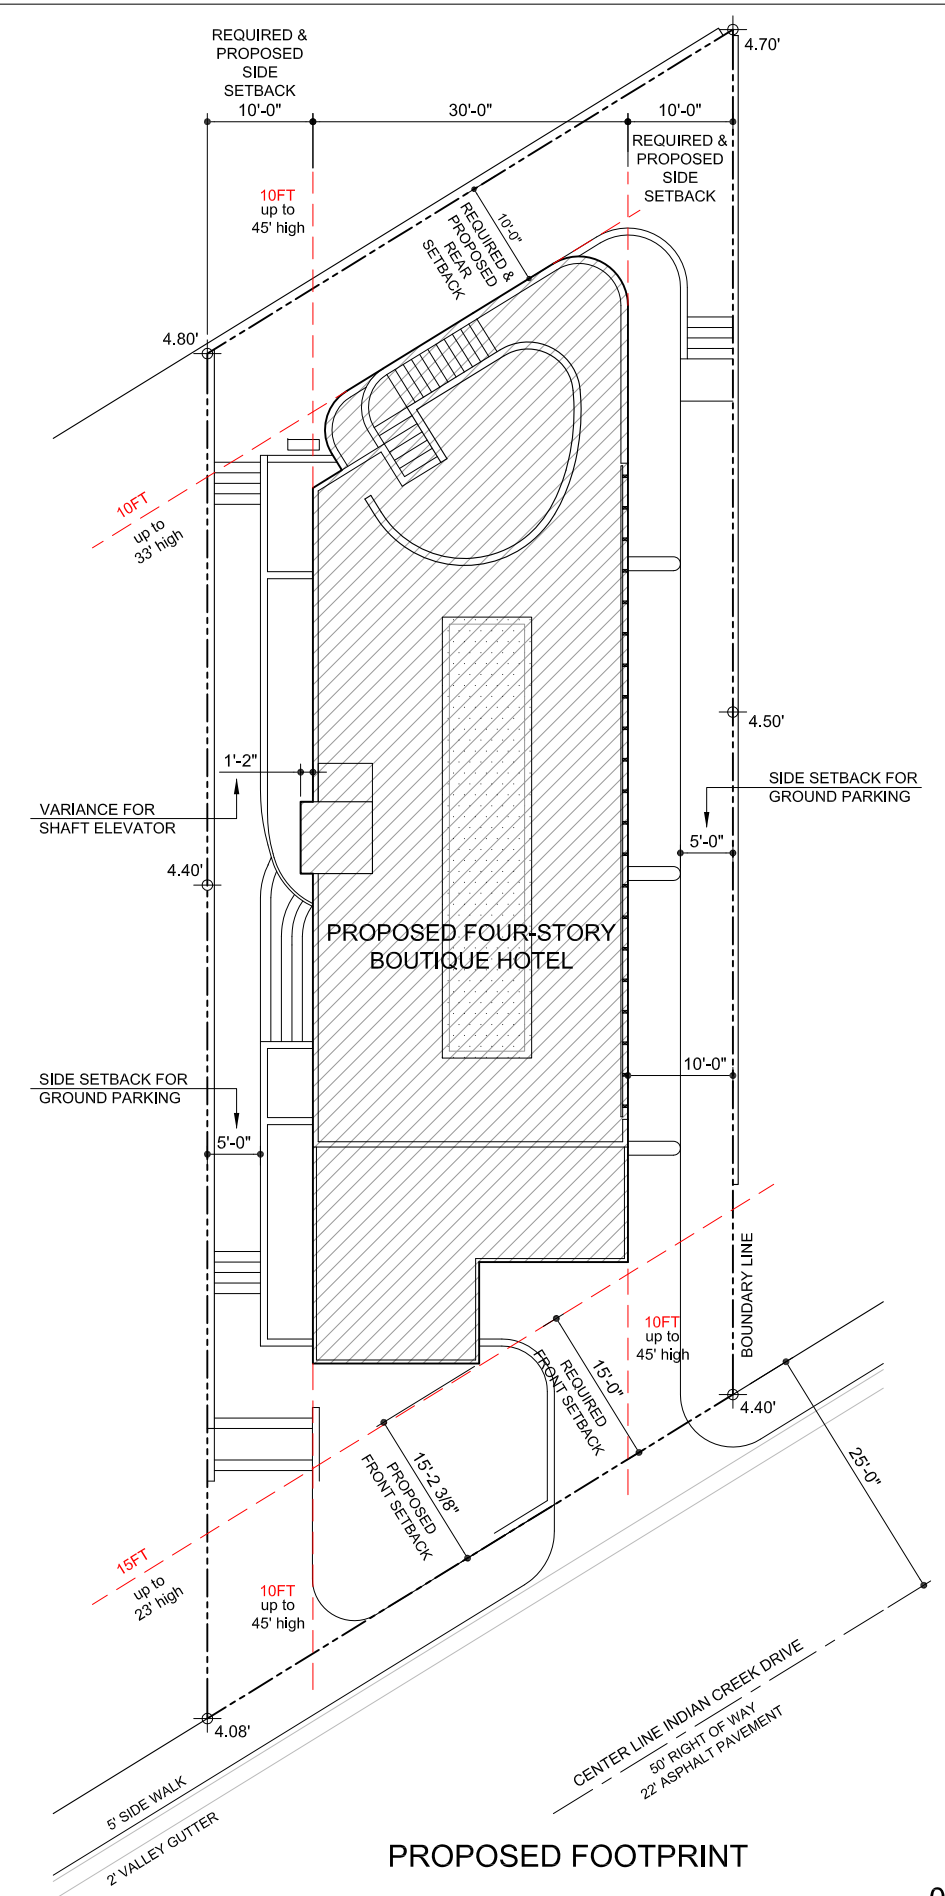 REQUIRED &
PROPOSED
SIDE
SETBACK
10'-0"
30'-0"
10'-0"
4.70'
REQUIRED &
PROPOSED
SIDE
SETBACK
10FT
up to
45' high
10'-0"
REQUIRED &
PROPOSED
REAR
SETBACK
4.80'
10FT
up to
33' high
4.50'
1'-2"
VARIANCE FOR
SHAFT ELEVATOR
SIDE SETBACK FOR
GROUND PARKING
5'-0"
4.40'
PROPOSED FOUR-STORY
BOUTIQUE HOTEL
10'-0"
SIDE SETBACK FOR
GROUND PARKING
5'-0"
BOUNDARY LINE
10FT
up to
45' high
15'-0"
REQUIRED
FRONT SETBACK
4.40'
15'-2 3/8"
PROPOSED
FRONT SETBACK
25'-0"
15FT
up to
23' high
10FT
up to
45' high
4.08'
CENTER LINE INDIAN CREEK DRIVE
50' RIGHT OF WAY
22' ASPHALT PAVEMENT
5' SIDE WALK
2' VALLEY GUTTER
PROPOSED FOOTPRINT